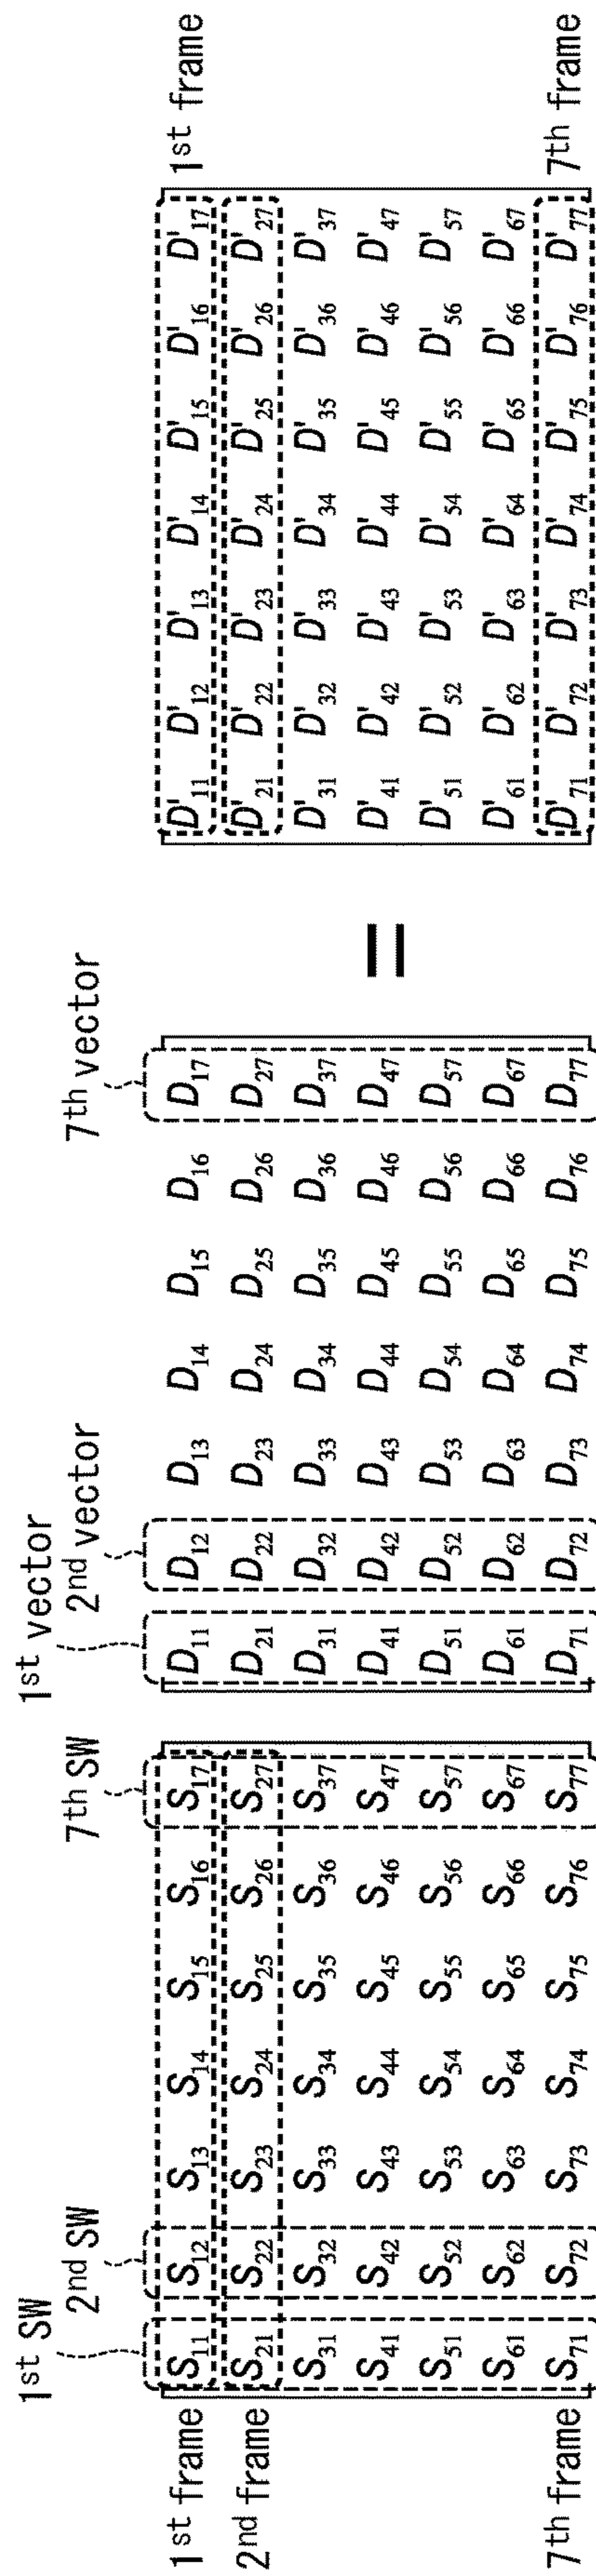 1st SW
2nd SW
7th SW
1st vector
2nd vector
7th vector
1st frame S11 S12 S13 S14 S15 S16 S17 D11 D12 D13 D14 D15 D16 D17 D'11 D'12 D'13 D'14 D'15 D'16 D'17 1st frame
2nd frame S21 S22 S23 S24 S25 S26 S27 D21 D22 D23 D24 D25 D26 D27 D'21 D'22 D'23 D'24 D'25 D'26 D'27
S31 S32 S33 S34 S35 S36 S37 D31 D32 D33 D34 D35 D36 D37 D'31 D'32 D'33 D'34 D'35 D'36 D'37
S41 S42 S43 S44 S45 S46 S47 D41 D42 D43 D44 D45 D46 D47 = D'41 D'42 D'43 D'44 D'45 D'46 D'47
S51 S52 S53 S54 S55 S56 S57 D51 D52 D53 D54 D55 D56 D57 D'51 D'52 D'53 D'54 D'55 D'56 D'57
S61 S62 S63 S64 S65 S66 S67 D61 D62 D63 D64 D65 D66 D67 D'61 D'62 D'63 D'64 D'65 D'66 D'67
7th frame S71 S72 S73 S74 S75 S76 S77 D71 D72 D73 D74 D75 D76 D77 D'71 D'72 D'73 D'74 D'75 D'76 D'77 7th frame